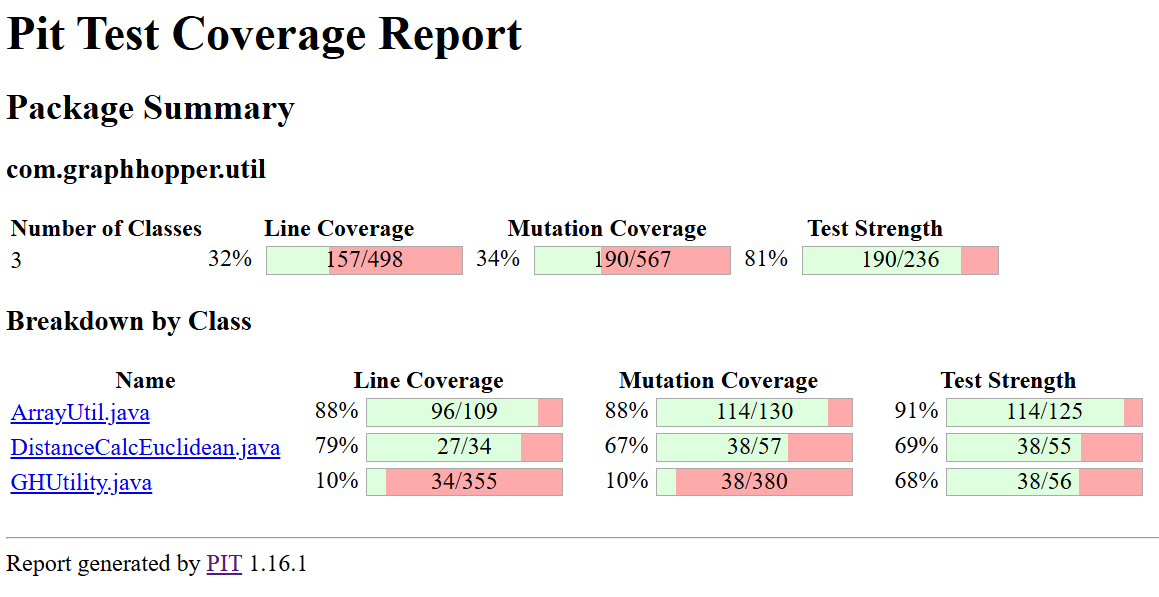 Pit Test Coverage Report
Package Summary
com.graphhopper.util
Number of Classes Line Coverage Mutation Coverage Test Strength
3 32% 157/498 34% 190/567 81% 190/236
Breakdown by Class
Name Line Coverage Mutation Coverage Test Strength
ArrayUtil.java 88% 96/109 88% 114/130 91% 114/125
DistanceCalcEuclidean.java 79% 27/34 67% 38/57 69% 38/55
GHUtility.java 10% 34/355 10% 38/380 68% 38/56
Report generated by PIT 1.16.1